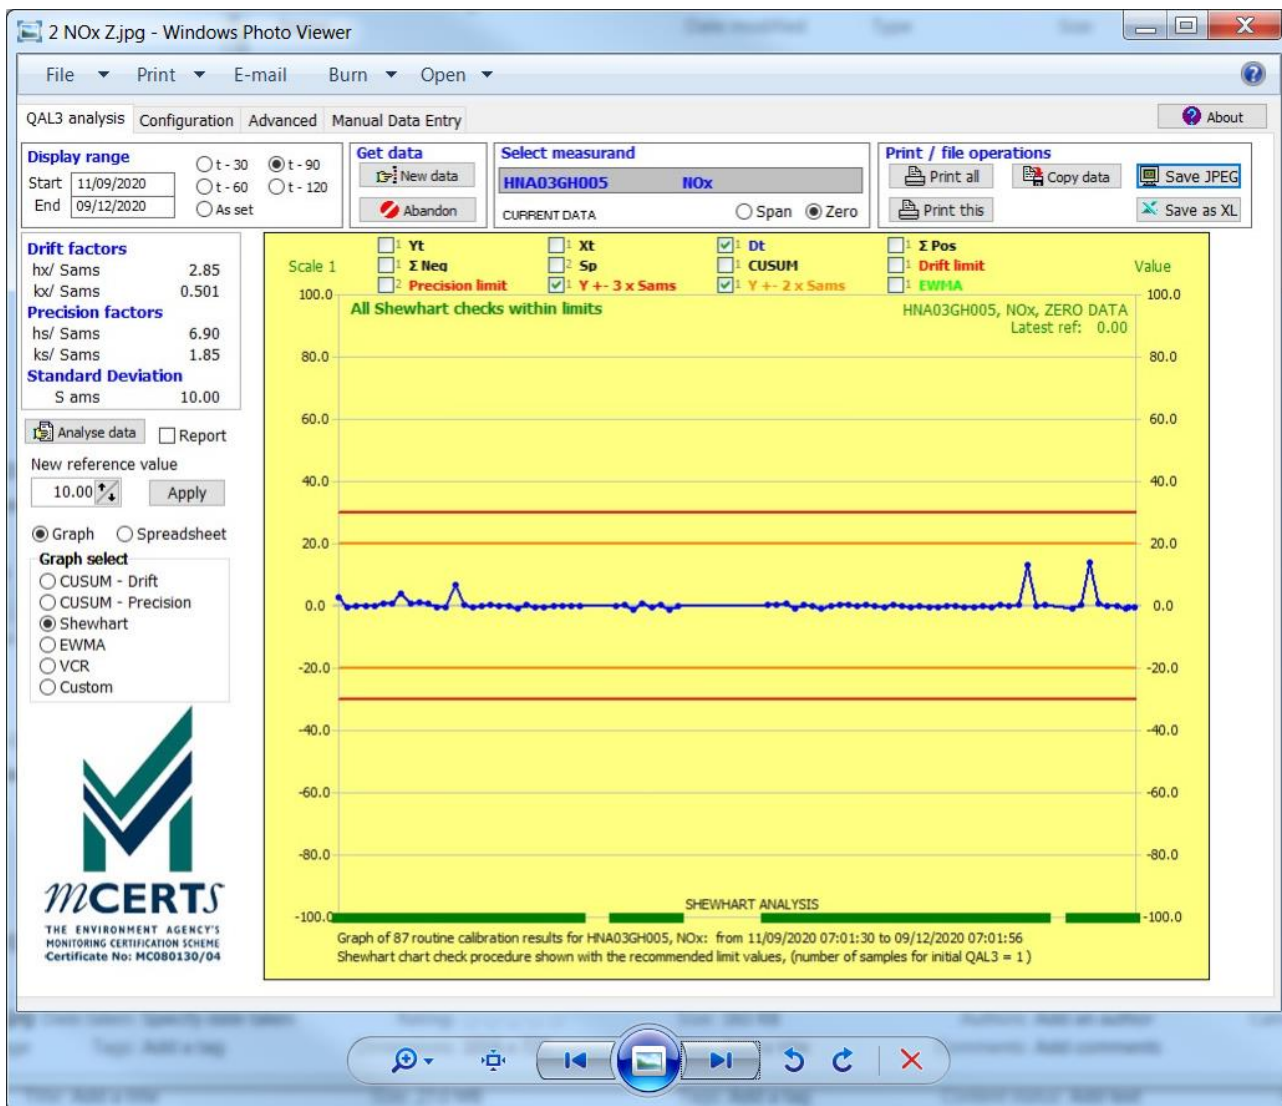 2 NOx Z.jpg - Windows Photo Viewer
File Print E-mail Burn Open
QAL3 analysis Configuration Advanced Manual Data Entry About
Display range
t - 30 t - 90
Start 11/09/2020 t - 60 t - 120
End 09/12/2020 As set
Get data
New data
Abandon
Select measurand
HNA03GH005 NOx
CURRENT DATA Span Zero
Print / file operations
Print all Copy data Save JPEG
Print this Save as XL
Drift factors
hx/ Sams 2.85
kx/ Sams 0.501
Precision factors
hs/ Sams 6.90
ks/ Sams 1.85
Standard Deviation
S ams 10.00
Analyse data Report
New reference value
10.00 Apply
Graph Spreadsheet
Graph select
CUSUM - Drift
CUSUM - Precision
Shewhart
EWMA
VCR
Custom
mCERTS
THE ENVIRONMENT AGENCY'S
MONITORING CERTIFICATION SCHEME
Certificate No: MC080130/04
1 Yt 1 Xt 1 Dt 1 Σ Pos
Scale 1 1 Σ Neg 2 Sp 1 CUSUM 1 Drift limit Value
2 Precision limit 1 Y +- 3 x Sams 1 Y +- 2 x Sams 1 EWMA
100.0 100.0
All Shewhart checks within limits HNA03GH005, NOx, ZERO DATA
Latest ref: 0.00
80.0 80.0
60.0 60.0
40.0 40.0
20.0 20.0
0.0 0.0
-20.0 -20.0
-40.0 -40.0
-60.0 -60.0
-80.0 -80.0
SHEWHART ANALYSIS
-100.0 -100.0
Graph of 87 routine calibration results for HNA03GH005, NOx: from 11/09/2020 07:01:30 to 09/12/2020 07:01:56
Shewhart chart check procedure shown with the recommended limit values, (number of samples for initial QAL3 = 1 )